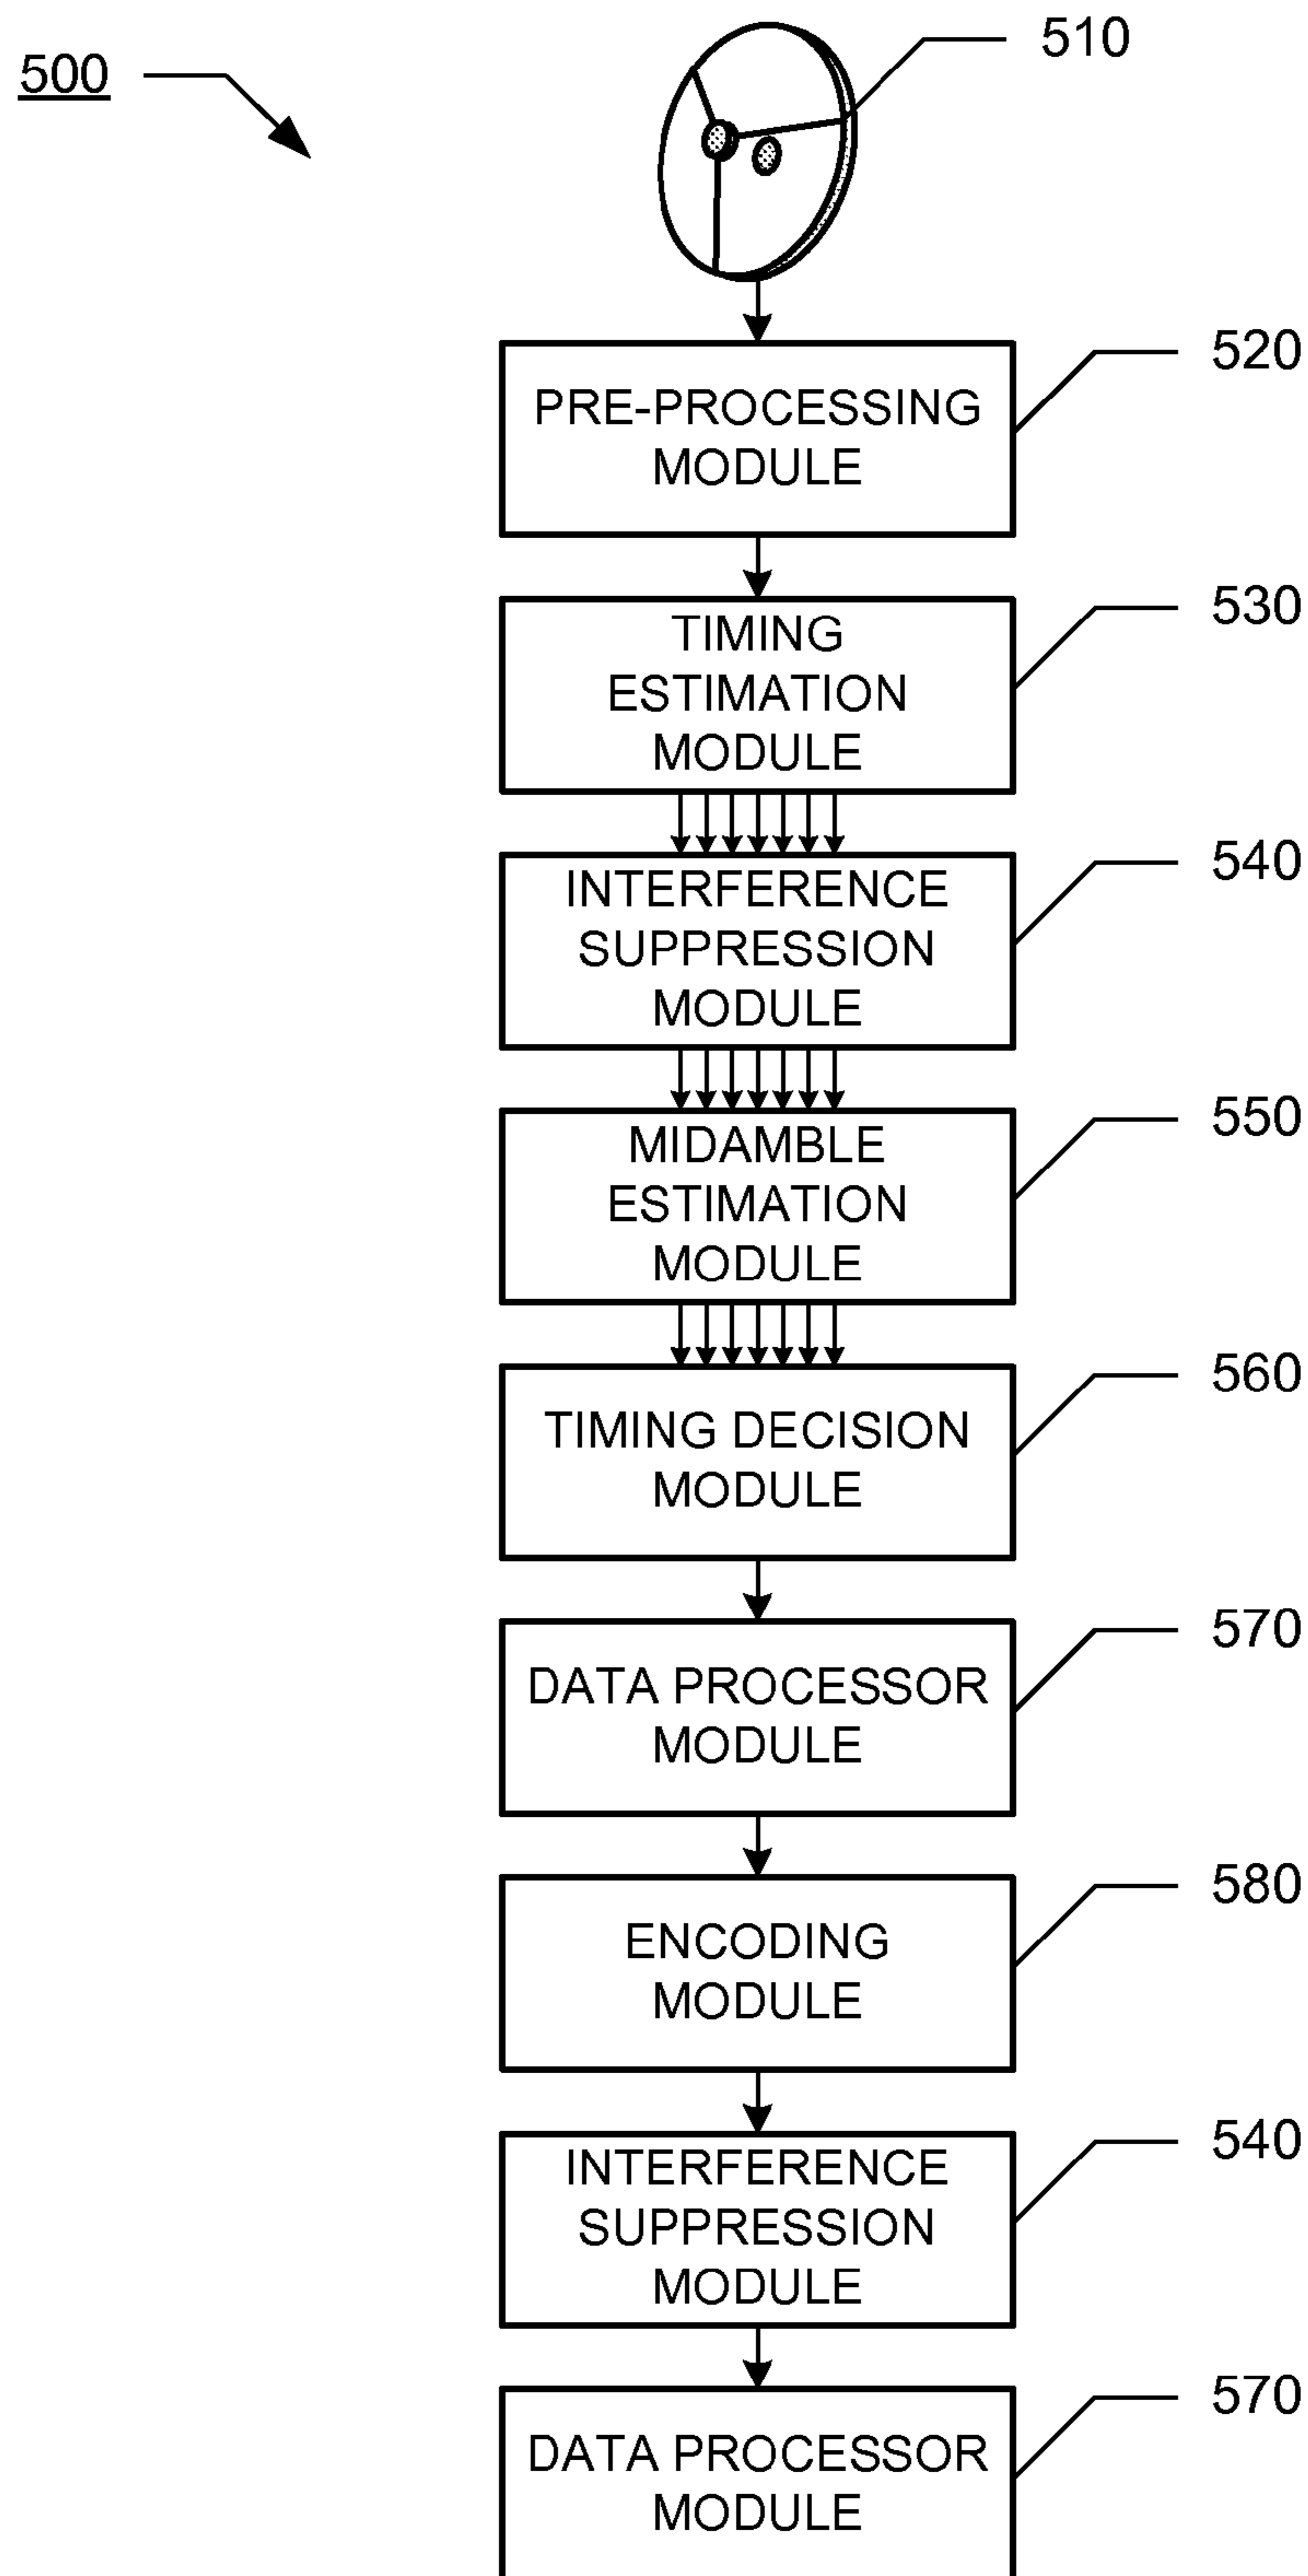 500
510
520
PRE-PROCESSING
MODULE
530
TIMING
ESTIMATION
MODULE
540
INTERFERENCE
SUPPRESSION
MODULE
550
MIDAMBLE
ESTIMATION
MODULE
560
TIMING DECISION
MODULE
570
DATA PROCESSOR
MODULE
580
ENCODING
MODULE
540
INTERFERENCE
SUPPRESSION
MODULE
570
DATA PROCESSOR
MODULE